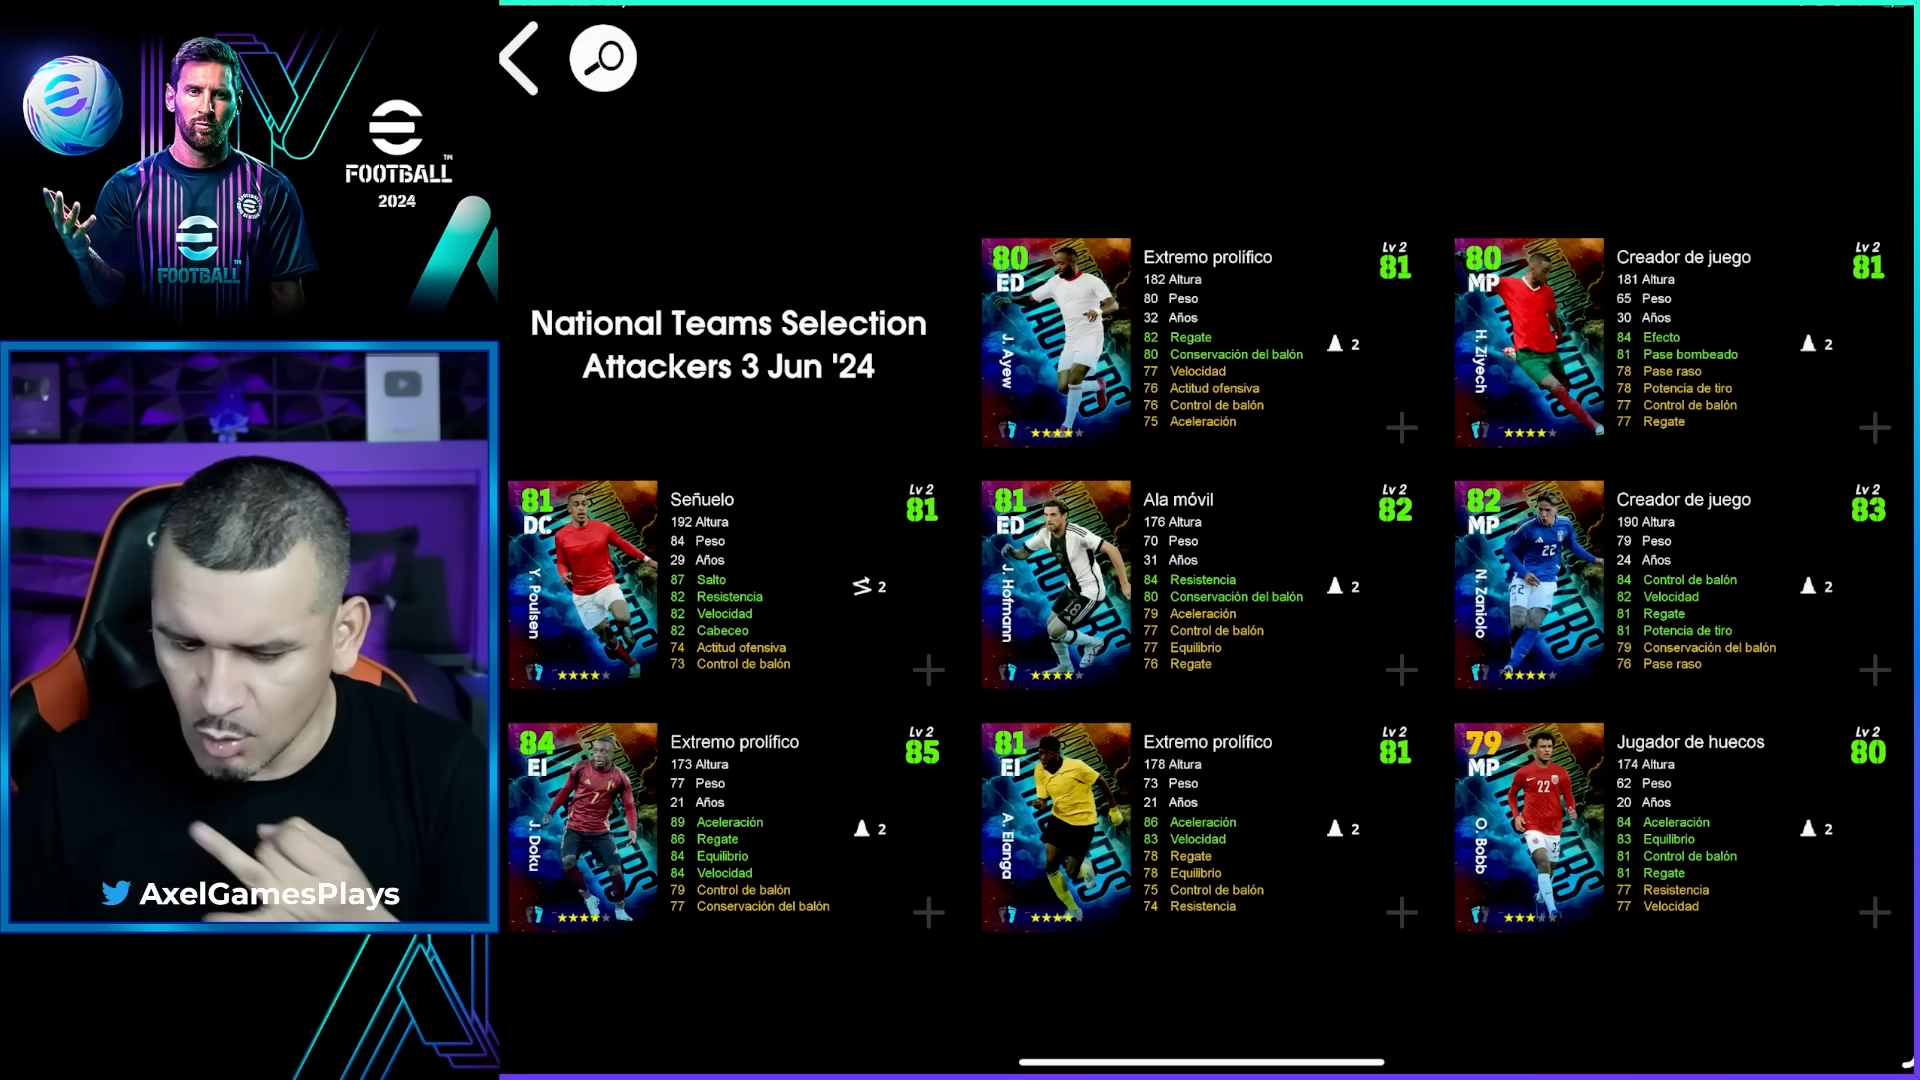 FOOTBALL™
2024
FOOTBALL™
AxelGamesPlays
National Teams Selection
Attackers 3 Jun '24
80
ED
J. Ayew
Extremo prolífico
182 Altura
80 Peso
32 Años
82 Regate
80 Conservación del balón
77 Velocidad
76 Actitud ofensiva
76 Control de balón
75 Aceleración
Lv 2
81
2
80
MP
H. Ziyech
Creador de juego
181 Altura
65 Peso
30 Años
84 Efecto
81 Pase bombeado
78 Pase raso
78 Potencia de tiro
77 Control de balón
77 Regate
Lv 2
81
2
81
DC
Y. Poulsen
Señuelo
192 Altura
84 Peso
29 Años
87 Salto
82 Resistencia
82 Velocidad
82 Cabeceo
74 Actitud ofensiva
73 Control de balón
Lv 2
81
2
81
ED
J. Hofmann
Ala móvil
176 Altura
70 Peso
31 Años
84 Resistencia
80 Conservación del balón
79 Aceleración
77 Control de balón
77 Equilibrio
76 Regate
Lv 2
82
2
82
MP
N. Zaniolo
22
Creador de juego
190 Altura
79 Peso
24 Años
84 Control de balón
82 Velocidad
81 Regate
81 Potencia de tiro
79 Conservación del balón
76 Pase raso
Lv 2
83
2
84
EI
J. Doku
Extremo prolífico
173 Altura
77 Peso
21 Años
89 Aceleración
86 Regate
84 Equilibrio
84 Velocidad
79 Control de balón
77 Conservación del balón
Lv 2
85
2
81
EI
A. Elanga
Extremo prolífico
178 Altura
73 Peso
21 Años
86 Aceleración
83 Velocidad
78 Regate
78 Equilibrio
75 Control de balón
74 Resistencia
Lv 2
81
2
79
MP
O. Bobb
22
Jugador de huecos
174 Altura
62 Peso
20 Años
84 Aceleración
83 Equilibrio
81 Control de balón
81 Regate
77 Resistencia
77 Velocidad
Lv 2
80
2